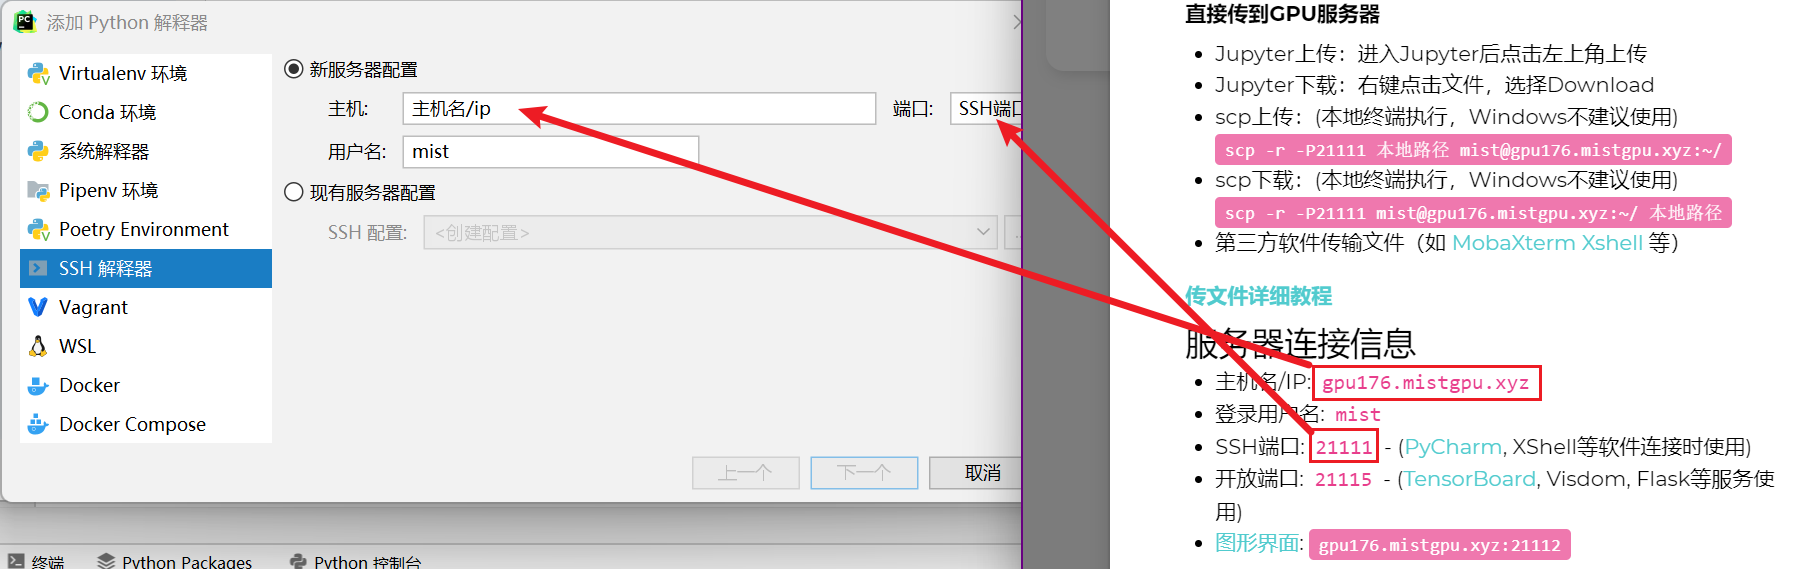 添加 Python 解释器
Virtualenv 环境
Conda 环境
系统解释器
Pipenv 环境
Poetry Environment
SSH 解释器
Vagrant
WSL
Docker
Docker Compose
新服务器配置
主机:
主机名/ip
端口:
SSH端口
用户名:
mist
现有服务器配置
SSH 配置:
<创建配置>
上一个
下一个
取消
终端
Python Packages
Python 控制台
直接传到GPU服务器
Jupyter上传：进入Jupyter后点击左上角上传
Jupyter下载：右键点击文件，选择Download
scp上传：(本地终端执行，Windows不建议使用)
scp -r -P21111 本地路径 mist@gpu176.mistgpu.xyz:~/
scp下载：(本地终端执行，Windows不建议使用)
scp -r -P21111 mist@gpu176.mistgpu.xyz:~/ 本地路径
第三方软件传输文件（如 MobaXterm Xshell 等）
传文件详细教程
服务器连接信息
主机名/IP: gpu176.mistgpu.xyz
登录用户名: mist
SSH端口: 21111 - (PyCharm, XShell等软件连接时使用)
开放端口: 21115 - (TensorBoard, Visdom, Flask等服务使
用)
图形界面: gpu176.mistgpu.xyz:21112